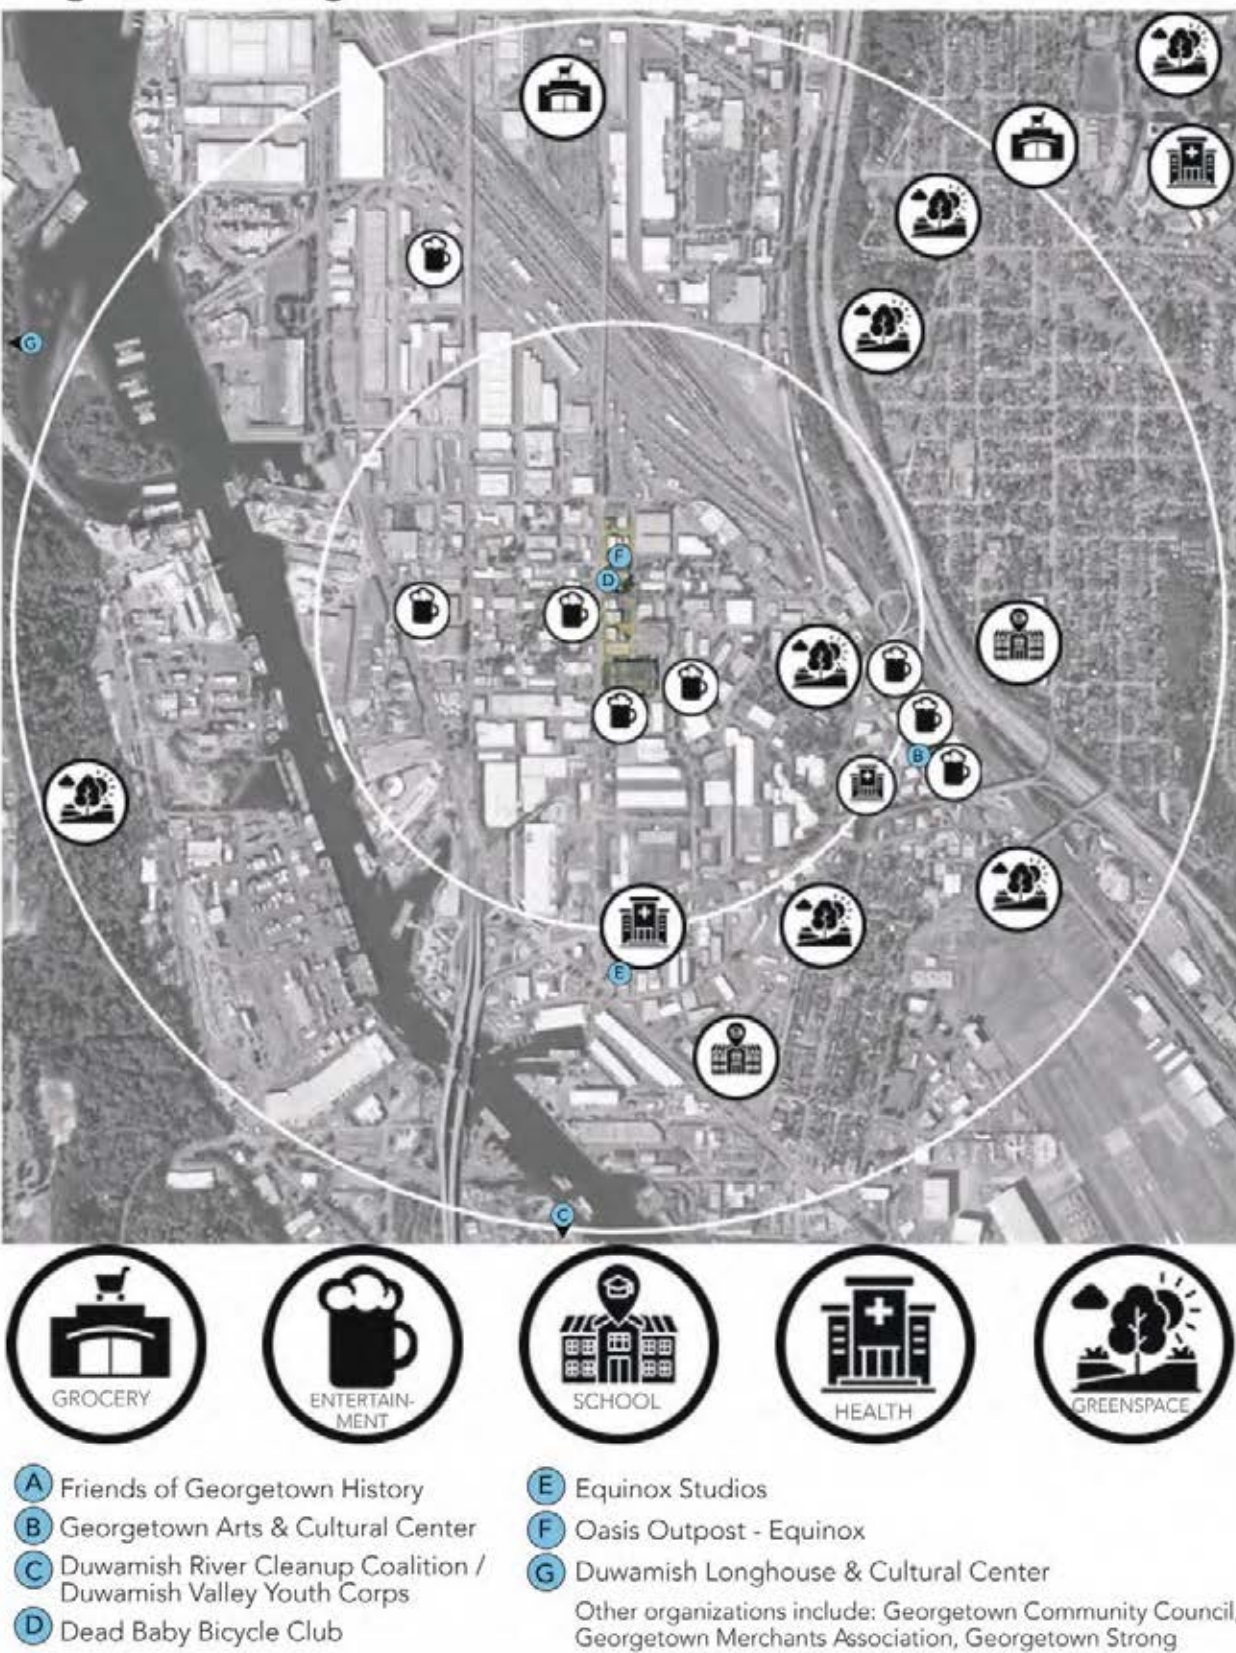 G
F
D
B
E
C
GROCERY
ENTERTAIN-
MENT
SCHOOL
HEALTH
GREENSPACE
A Friends of Georgetown History
B Georgetown Arts & Cultural Center
C Duwamish River Cleanup Coalition /
Duwamish Valley Youth Corps
D Dead Baby Bicycle Club
E Equinox Studios
F Oasis Outpost - Equinox
G Duwamish Longhouse & Cultural Center
Other organizations include: Georgetown Community Council,
Georgetown Merchants Association, Georgetown Strong